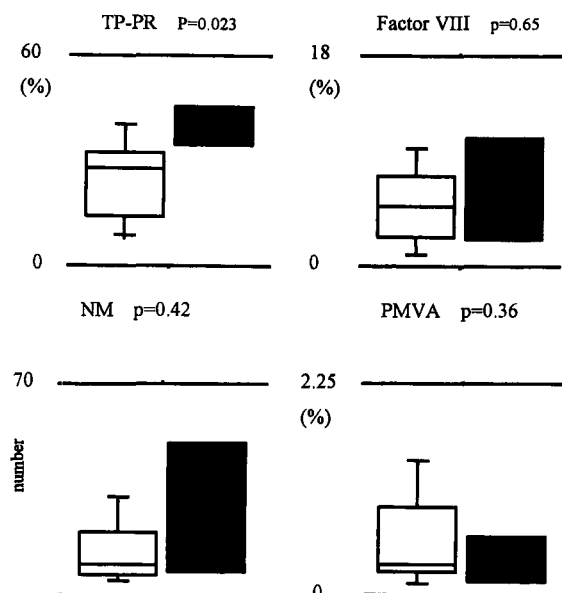 TP-PR P=0.023
60
(%)
0
Factor VIII p=0.65
18
(%)
0
NM p=0.42
70
number
PMVA p=0.36
2.25
(%)
0